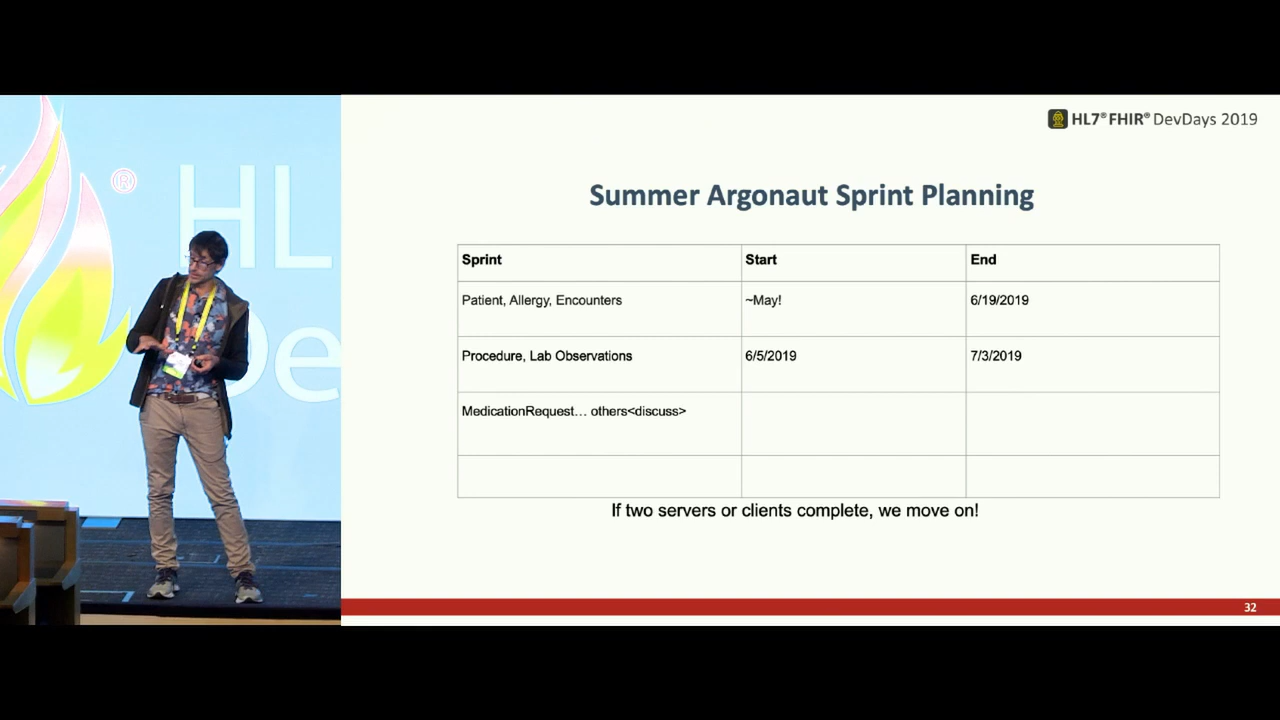 ®
HL
De
HL7® FHIR® DevDays 2019
Summer Argonaut Sprint Planning
Sprint Start End
Patient, Allergy, Encounters ~May! 6/19/2019
Procedure, Lab Observations 6/5/2019 7/3/2019
MedicationRequest… others<discuss>
If two servers or clients complete, we move on!
32